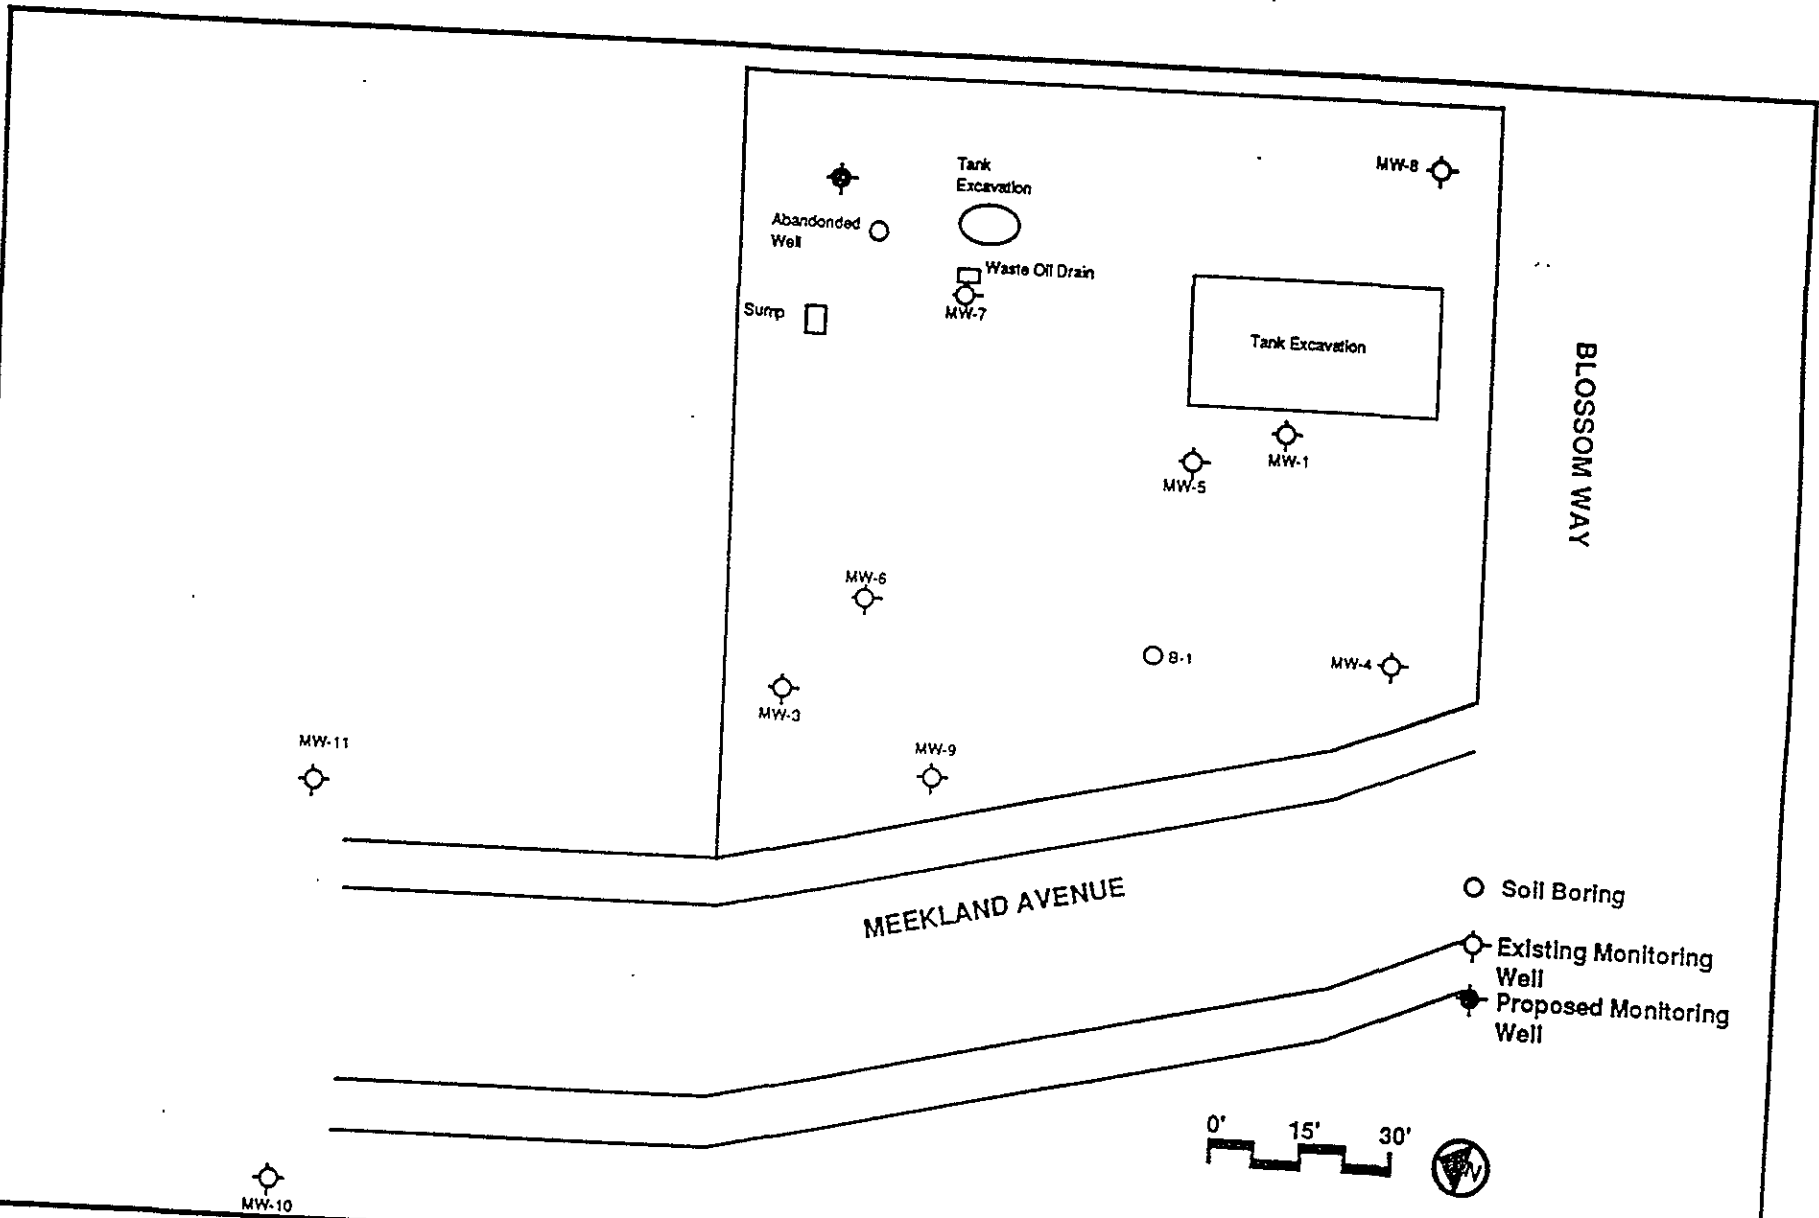 MW-8
Tank
Excavation
Abandonded
Well
Waste Oil Drain
Sump
MW-7
Tank Excavation
BLOSSOM WAY
MW-1
MW-5
MW-6
B-1
MW-4
MW-3
MW-11
MW-9
MEEKLAND AVENUE
Soil Boring
Existing Monitoring
Well
Proposed Monitoring
Well
0' 15' 30'
N
MW-10